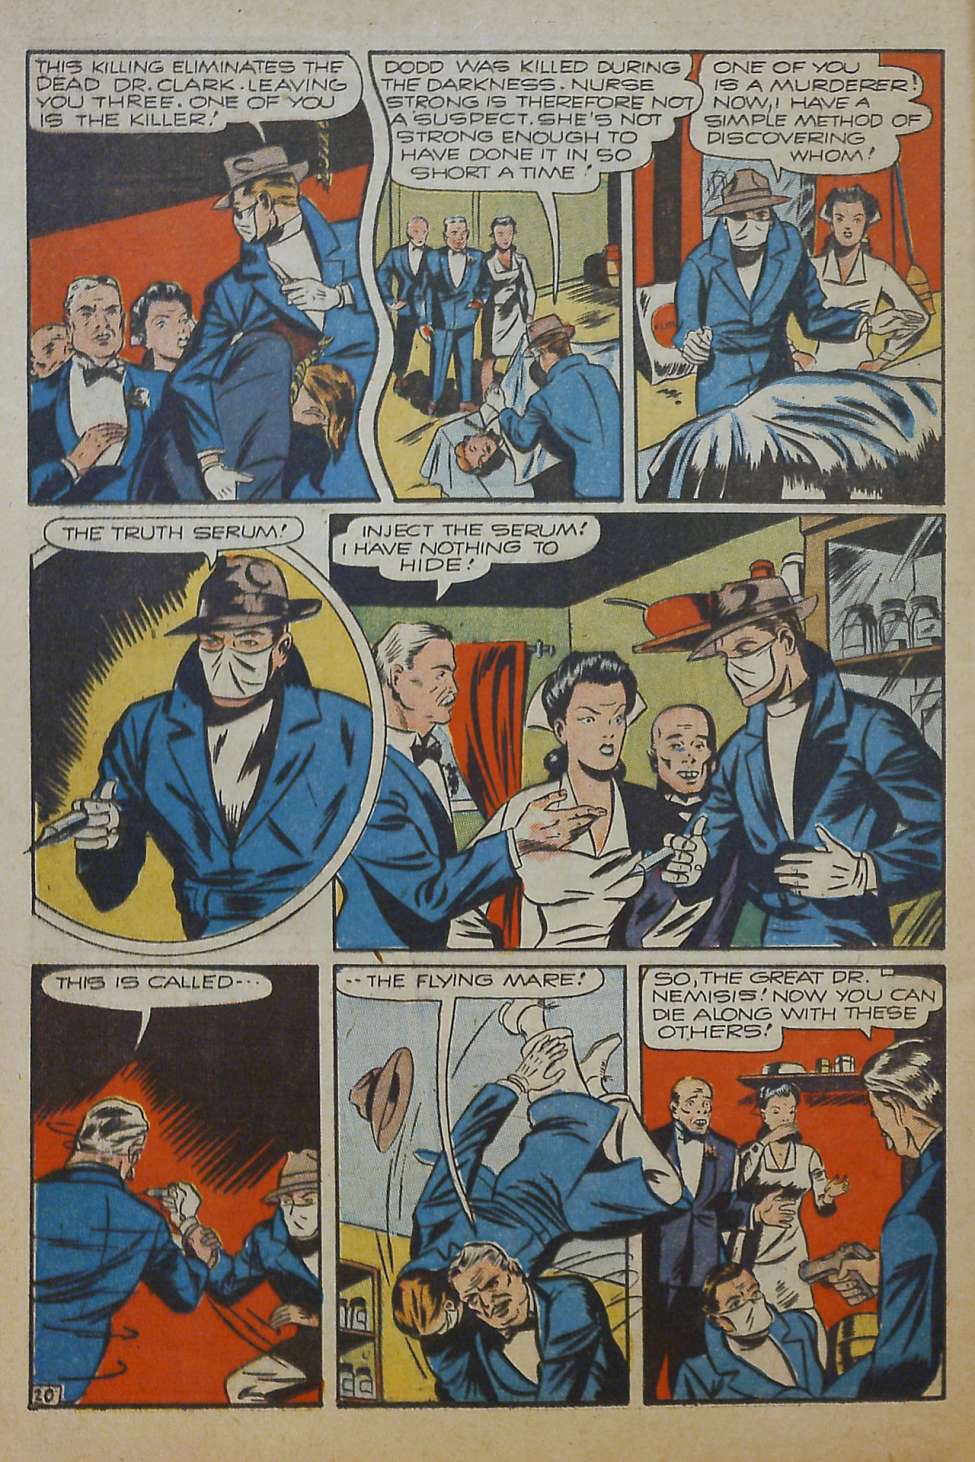 THIS KILLING ELIMINATES THE
DEAD DR. CLARK. LEAVING
YOU THREE. ONE OF YOU
IS THE KILLER!
DODD WAS KILLED DURING
THE DARKNESS. NURSE
STRONG IS THEREFORE NOT
A SUSPECT. SHE'S NOT
STRONG ENOUGH TO
HAVE DONE IT IN SO
SHORT A TIME!
ONE OF YOU
IS A MURDERER!
NOW, I HAVE A
SIMPLE METHOD OF
DISCOVERING
WHOM!
THE TRUTH SERUM!
INJECT THE SERUM!
I HAVE NOTHING TO
HIDE!
THIS IS CALLED---
--THE FLYING MARE!
SO, THE GREAT DR.
NEMISIS! NOW YOU CAN
DIE ALONG WITH THESE
OTHERS!
20